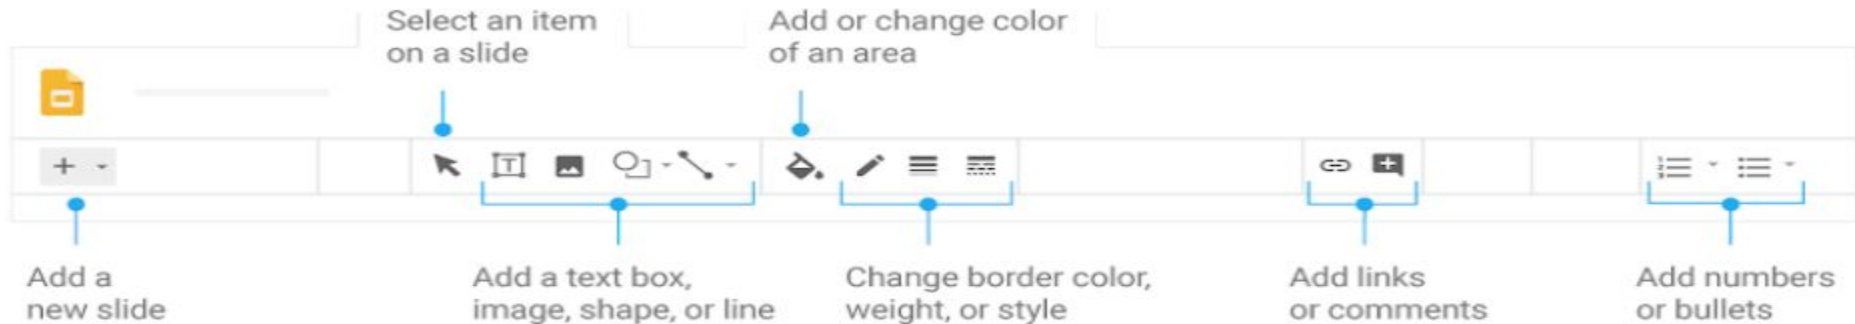 Select an item
on a slide
Add or change color
of an area
T
Add a
new slide
Add a text box,
image, shape, or line
Change border color,
weight, or style
Add links
or comments
Add numbers
or bullets